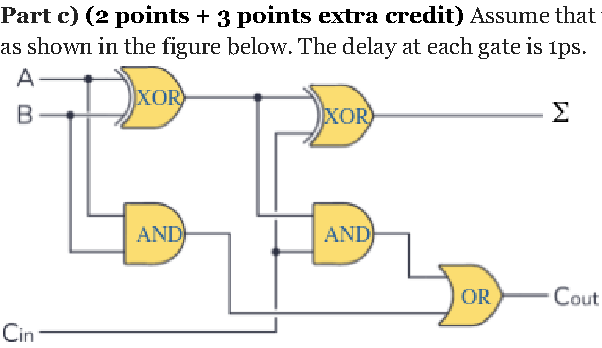 Part c) (2 points + 3 points extra credit) Assume that
as shown in the figure below. The delay at each gate is 1ps.
A
XOR
B
XOR
Σ
AND
AND
OR
Cout
Cin